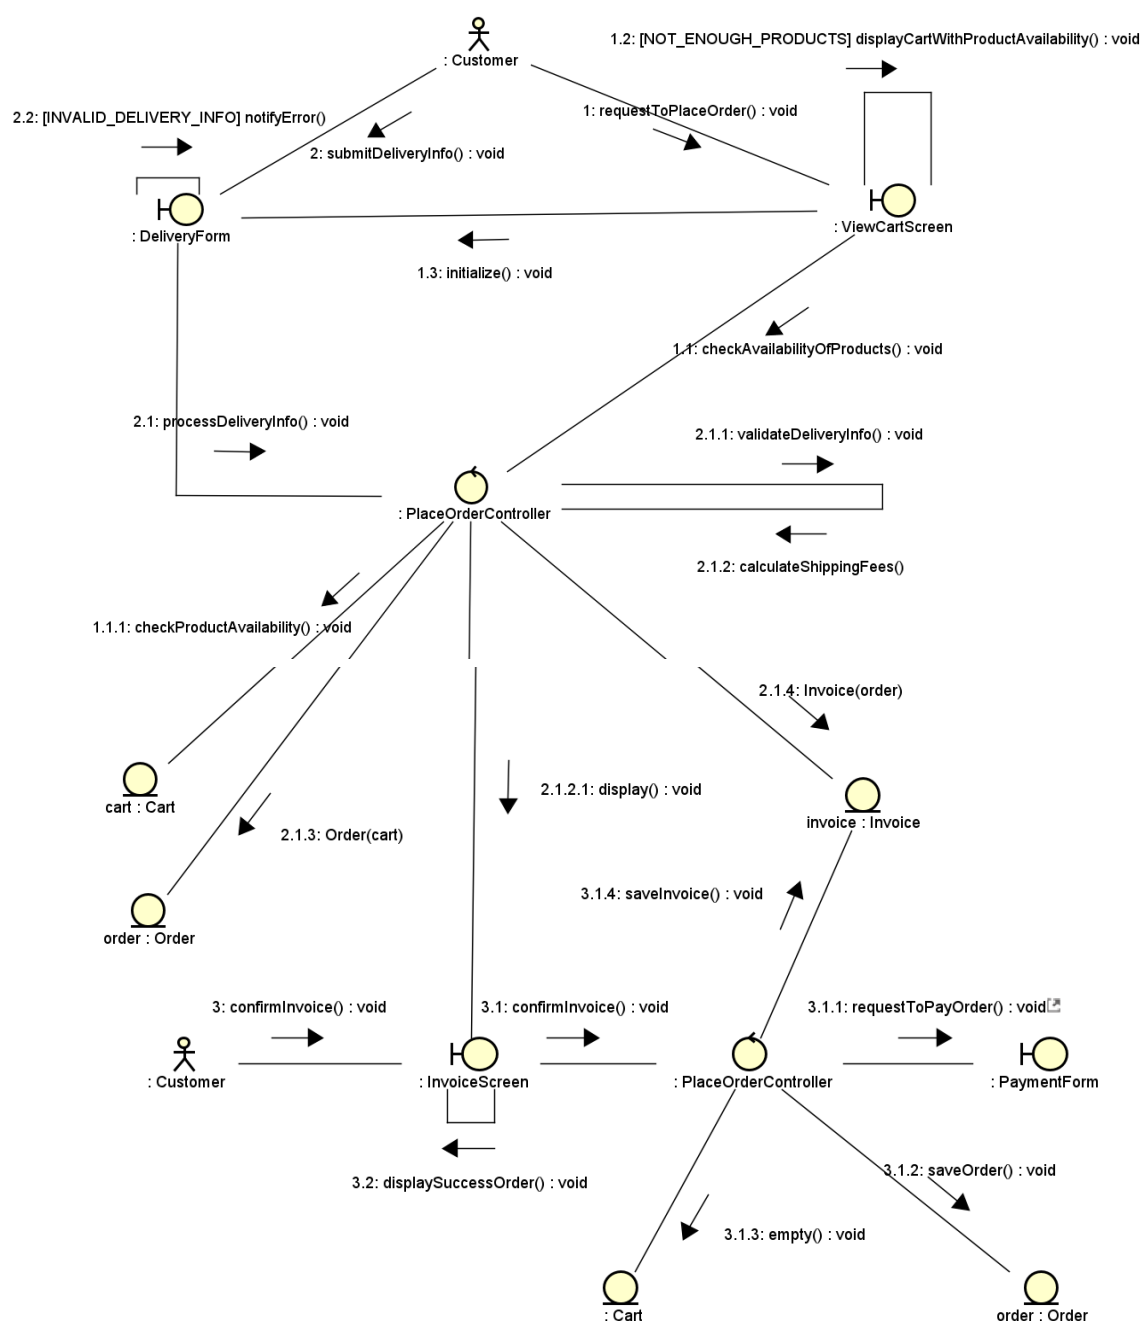 1.2: [NOT_ENOUGH_PRODUCTS] displayCartWithProductAvailability() : void
: Customer
2.2: [INVALID_DELIVERY_INFO] notifyError()
1: requestToPlaceOrder() : void
2: submitDeliveryInfo() : void
: DeliveryForm
: ViewCartScreen
1.3: initialize() : void
1.1: checkAvailabilityOfProducts() : void
2.1: processDeliveryInfo() : void
2.1.1: validateDeliveryInfo() : void
: PlaceOrderController
2.1.2: calculateShippingFees()
1.1.1: checkProductAvailability() : void
2.1.4: Invoice(order)
2.1.2.1: display() : void
cart : Cart
invoice : Invoice
2.1.3: Order(cart)
3.1.4: saveInvoice() : void
order : Order
3: confirmInvoice() : void
3.1: confirmInvoice() : void
3.1.1: requestToPayOrder() : void
: Customer
: InvoiceScreen
: PlaceOrderController
: PaymentForm
3.1.2: saveOrder() : void
3.2: displaySuccessOrder() : void
3.1.3: empty() : void
: Cart
order : Order